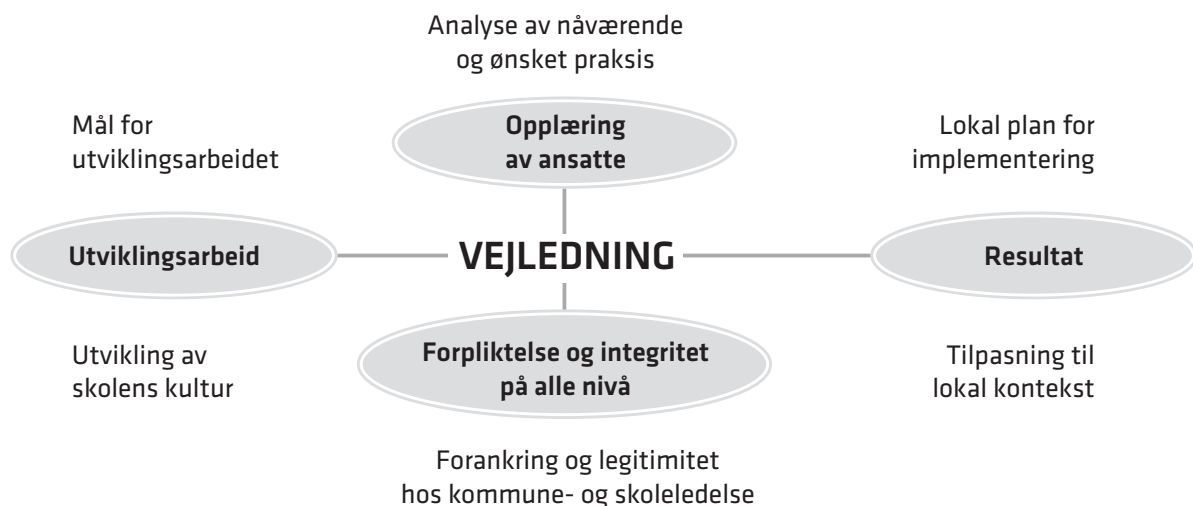 Analyse av nåværende
og ønsket praksis
Mål for
utviklingsarbeidet
Opplæring
av ansatte
Lokal plan for
implementering
Utviklingsarbeid
VEJLEDNING
Resultat
Utvikling av
skolens kultur
Forpliktelse og integritet
på alle nivå
Tilpasning til
lokal kontekst
Forankring og legitimitet
hos kommune- og skoleledelse